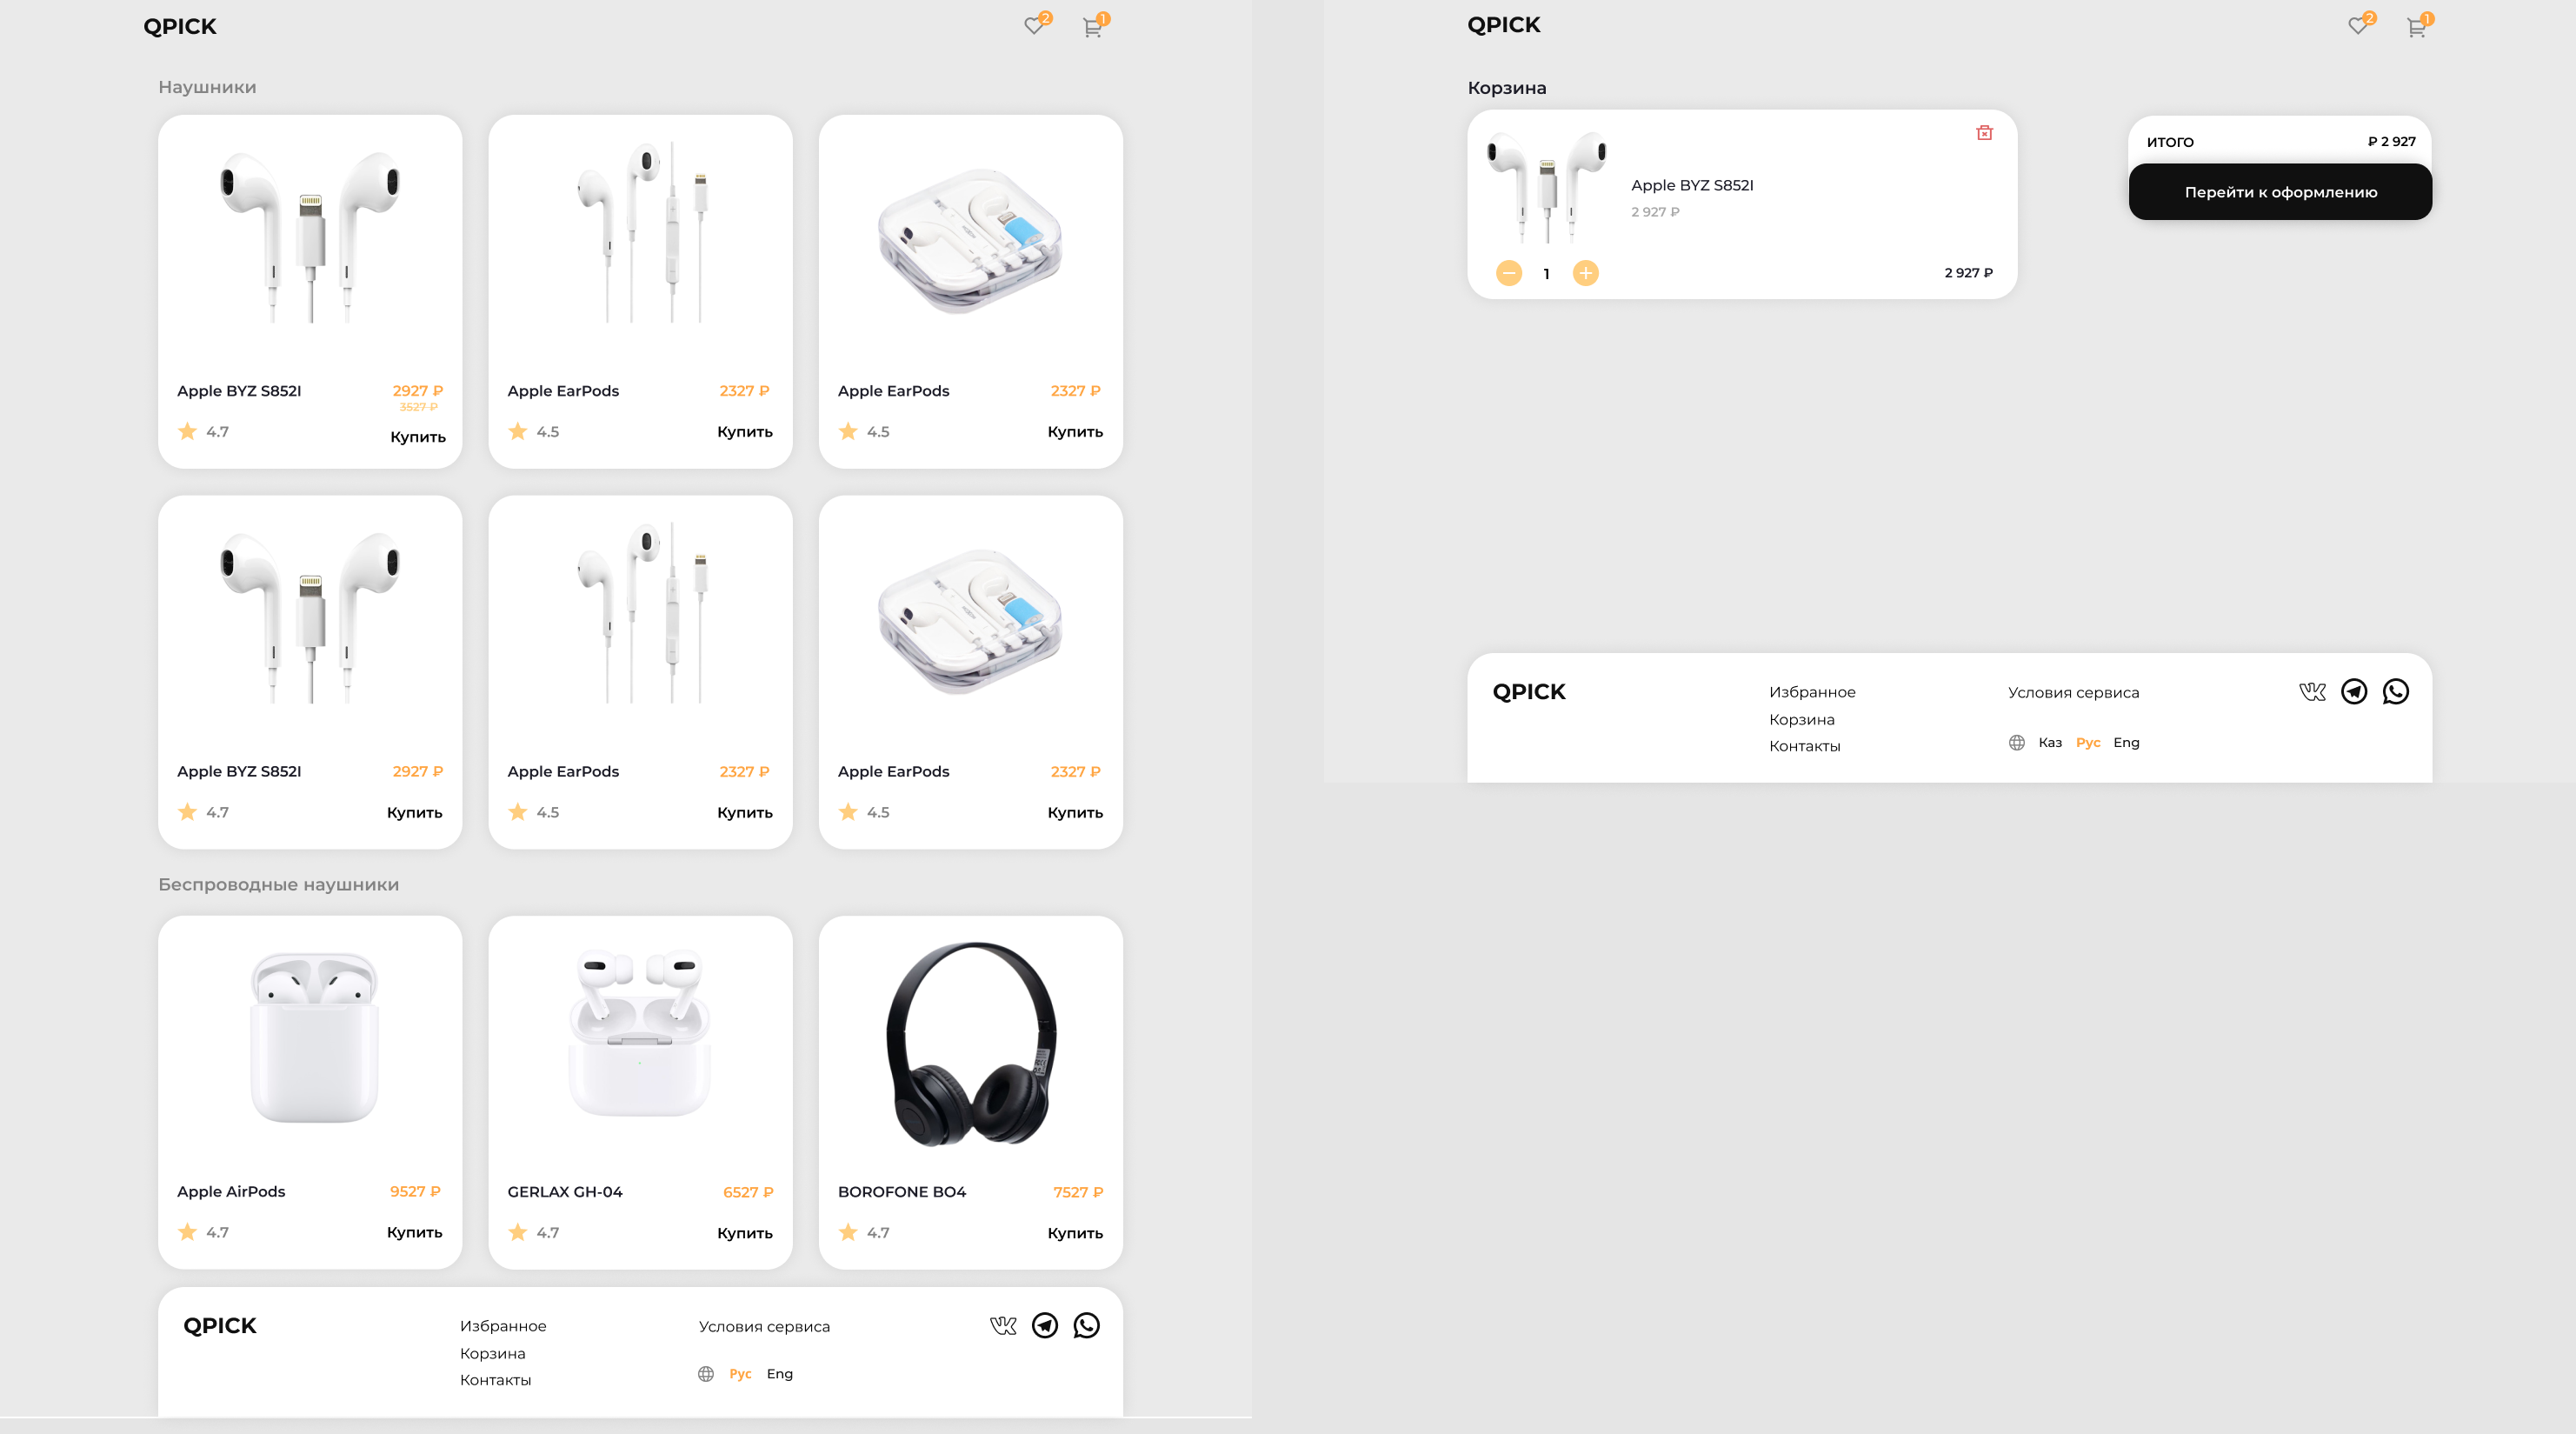 QPICK
2
1
Наушники
Apple BYZ S852I
2927 ₽
3527 ₽
4.7
Купить
Apple EarPods
2327 ₽
4.5
Купить
Apple EarPods
2327 ₽
4.5
Купить
Apple BYZ S852I
2927 ₽
4.7
Купить
Apple EarPods
2327 ₽
4.5
Купить
Apple EarPods
2327 ₽
4.5
Купить
Беспроводные наушники
Apple AirPods
9527 ₽
4.7
Купить
GERLAX GH-04
6527 ₽
4.7
Купить
BOROFONE BO4
7527 ₽
4.7
Купить
QPICK
Избранное
Корзина
Контакты
Условия сервиса
Рус Eng
QPICK
2
1
Корзина
Apple BYZ S852I
2 927 ₽
1
2 927 ₽
ИТОГО ₽ 2 927
Перейти к оформлению
QPICK
Избранное
Корзина
Контакты
Условия сервиса
Каз Рус Eng